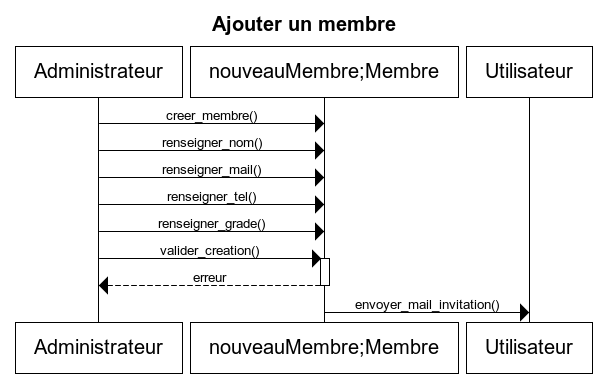 Ajouter un membre
Administrateur nouveauMembre;Membre Utilisateur
creer_membre()
renseigner_nom()
renseigner_mail()
renseigner_tel()
renseigner_grade()
valider_creation()
erreur
envoyer_mail_invitation()
Administrateur nouveauMembre;Membre Utilisateur